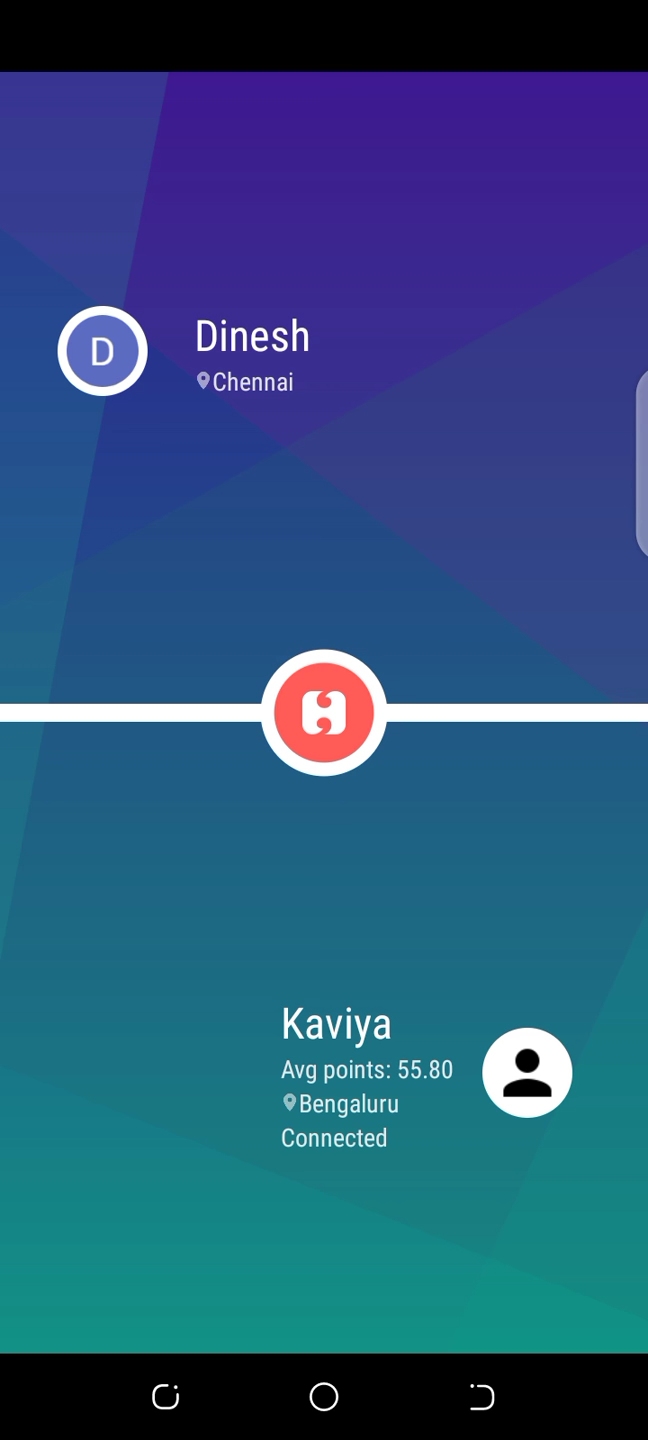 D
Dinesh
Chennai
Kaviya
Avg points: 55.80
Bengaluru
Connected